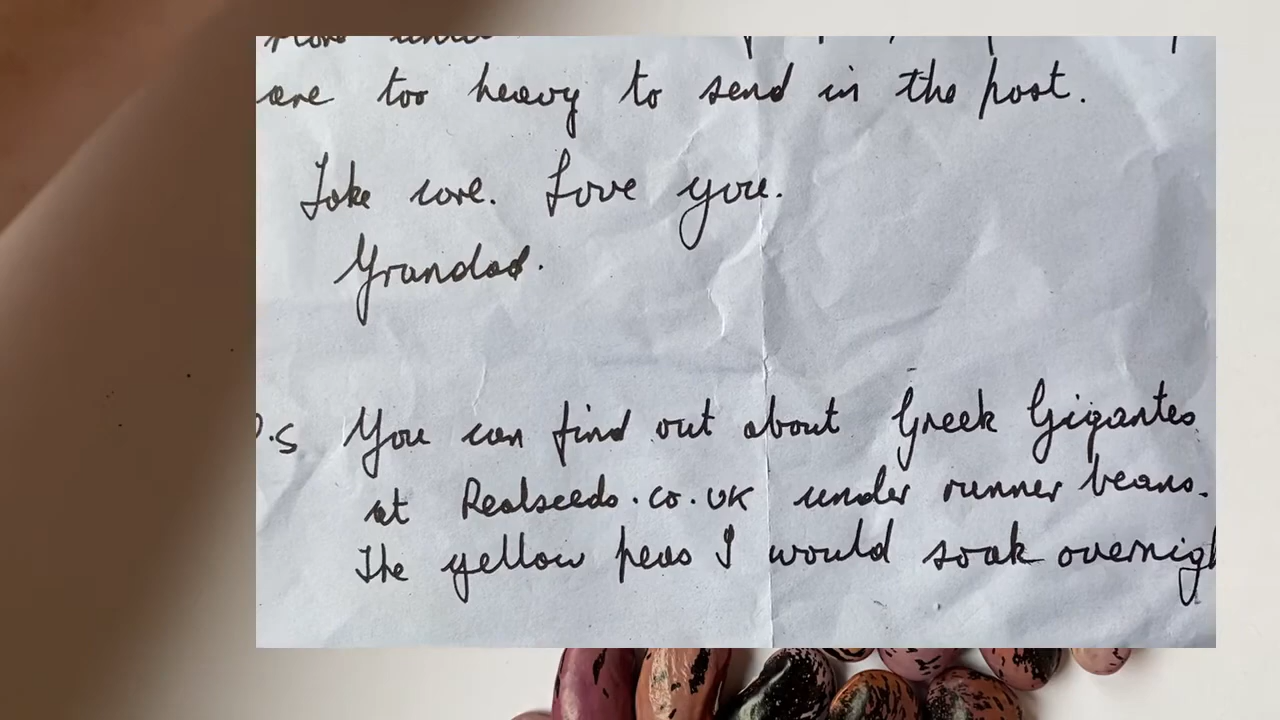 are too heavy to send in the post.
Take care. Love you.
Grandad.
P.S You can find out about Greek Gigantes
at Realseeds.co.uk under runner beans.
The yellow peas I would soak overnigh